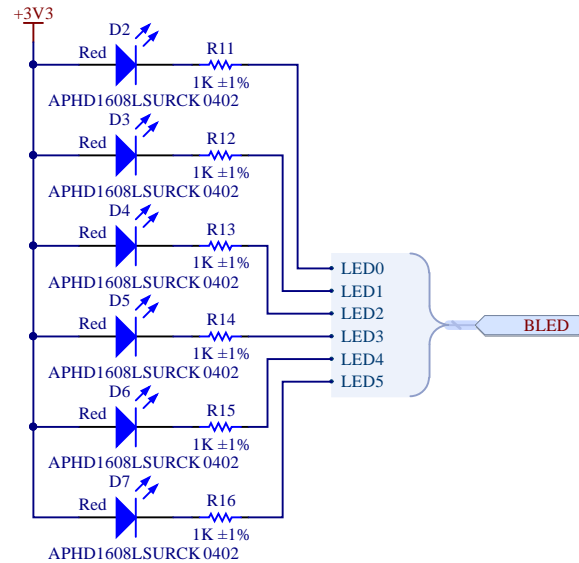 +3V3
D2
Red
R11
1K ±1%
APHD1608LSURCK 0402
D3
Red
R12
1K ±1%
APHD1608LSURCK 0402
D4
Red
R13
1K ±1%
APHD1608LSURCK 0402
D5
Red
R14
1K ±1%
APHD1608LSURCK 0402
D6
Red
R15
1K ±1%
APHD1608LSURCK 0402
D7
Red
R16
1K ±1%
APHD1608LSURCK 0402
LED0
LED1
LED2
LED3
LED4
LED5
BLED